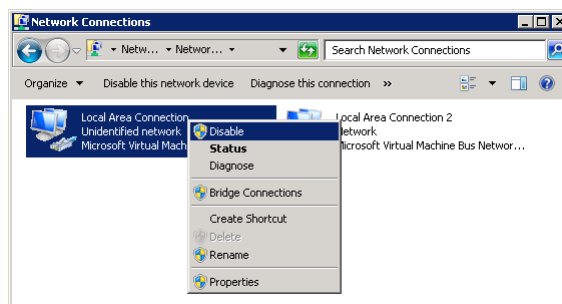 Network Connections
Netw... Networ...
Search Network Connections
Organize Disable this network device Diagnose this connection »
Local Area Connection
Unidentified network
Microsoft Virtual Mach
Local Area Connection 2
Network
Microsoft Virtual Machine Bus Networ...
Disable
Status
Diagnose
Bridge Connections
Create Shortcut
Delete
Rename
Properties